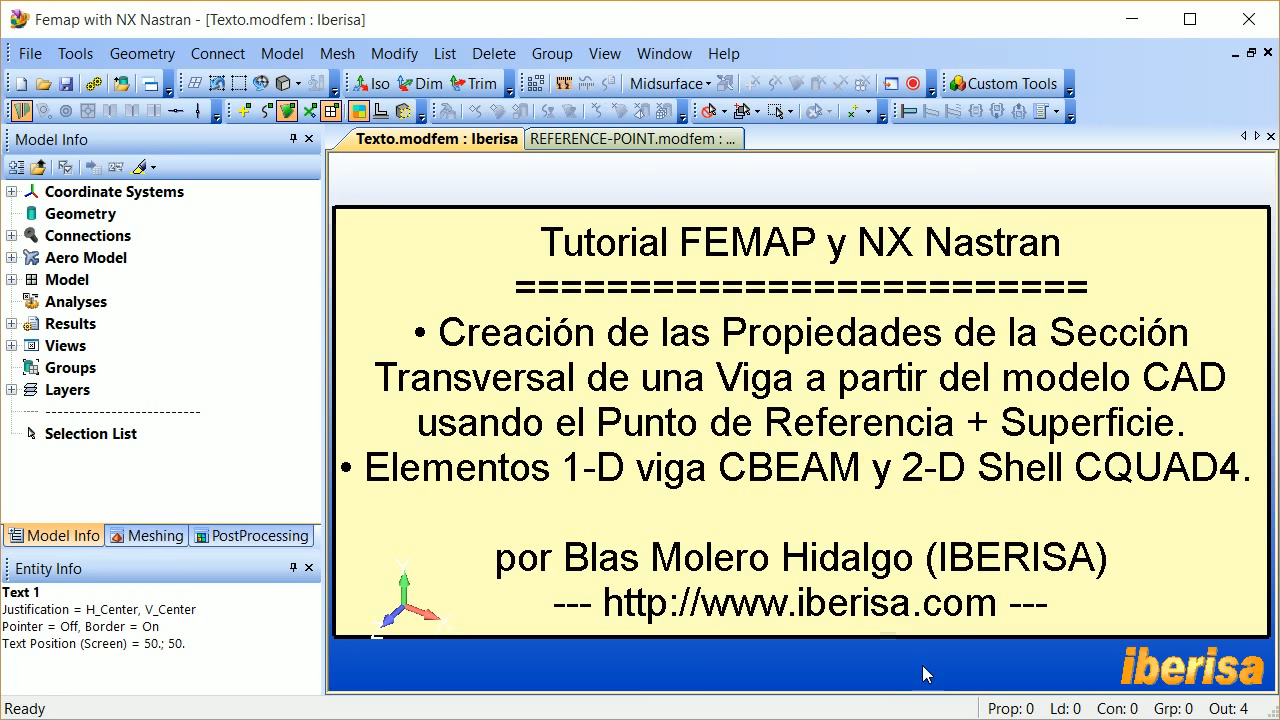 Femap with NX Nastran - [Texto.modfem : Iberisa]
File Tools Geometry Connect Model Mesh Modify List Delete Group View Window Help
Iso Dim Trim Midsurface Custom Tools
Model Info
Texto.modfem : Iberisa REFERENCE-POINT.modfem : ...
Coordinate Systems
Geometry
Connections
Aero Model
Model
Analyses
Results
Views
Groups
Layers
-------------------------
Selection List
Model Info Meshing PostProcessing
Entity Info
Text 1
Justification = H_Center, V_Center
Pointer = Off, Border = On
Text Position (Screen) = 50.; 50.
Tutorial FEMAP y NX Nastran
=========================
• Creación de las Propiedades de la Sección
Transversal de una Viga a partir del modelo CAD
usando el Punto de Referencia + Superficie.
• Elementos 1-D viga CBEAM y 2-D Shell CQUAD4.
por Blas Molero Hidalgo (IBERISA)
--- http://www.iberisa.com ---
Y
X
Z
iberisa
Ready
Prop: 0 Ld: 0 Con: 0 Grp: 0 Out: 4